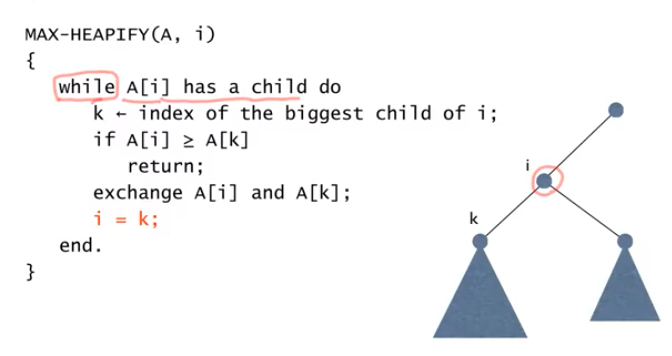 MAX-HEAPIFY(A, i)
{
while A[i] has a child do
k ← index of the biggest child of i;
if A[i] ≥ A[k]
return;
exchange A[i] and A[k];
i = k;
end.
}
i
k